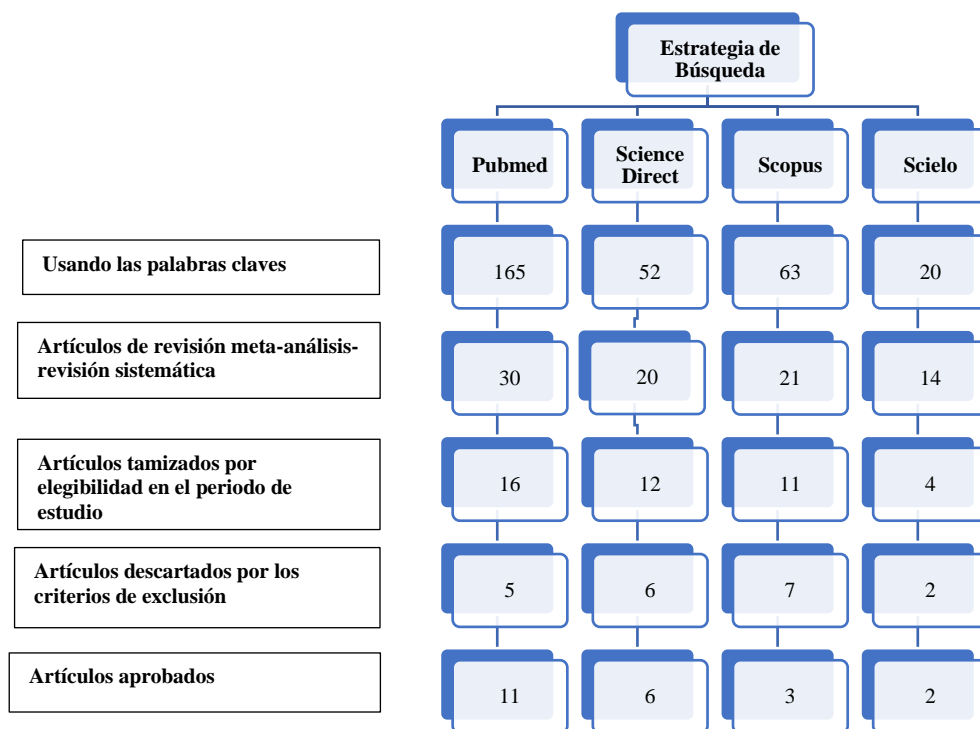 Estrategia de
Búsqueda
Pubmed
Science
Direct
Scopus
Scielo
Usando las palabras claves
165
52
63
20
Artículos de revisión meta-análisis-
revisión sistemática
30
20
21
14
Artículos tamizados por
elegibilidad en el periodo de
estudio
16
12
11
4
Artículos descartados por los
criterios de exclusión
5
6
7
2
Artículos aprobados
11
6
3
2